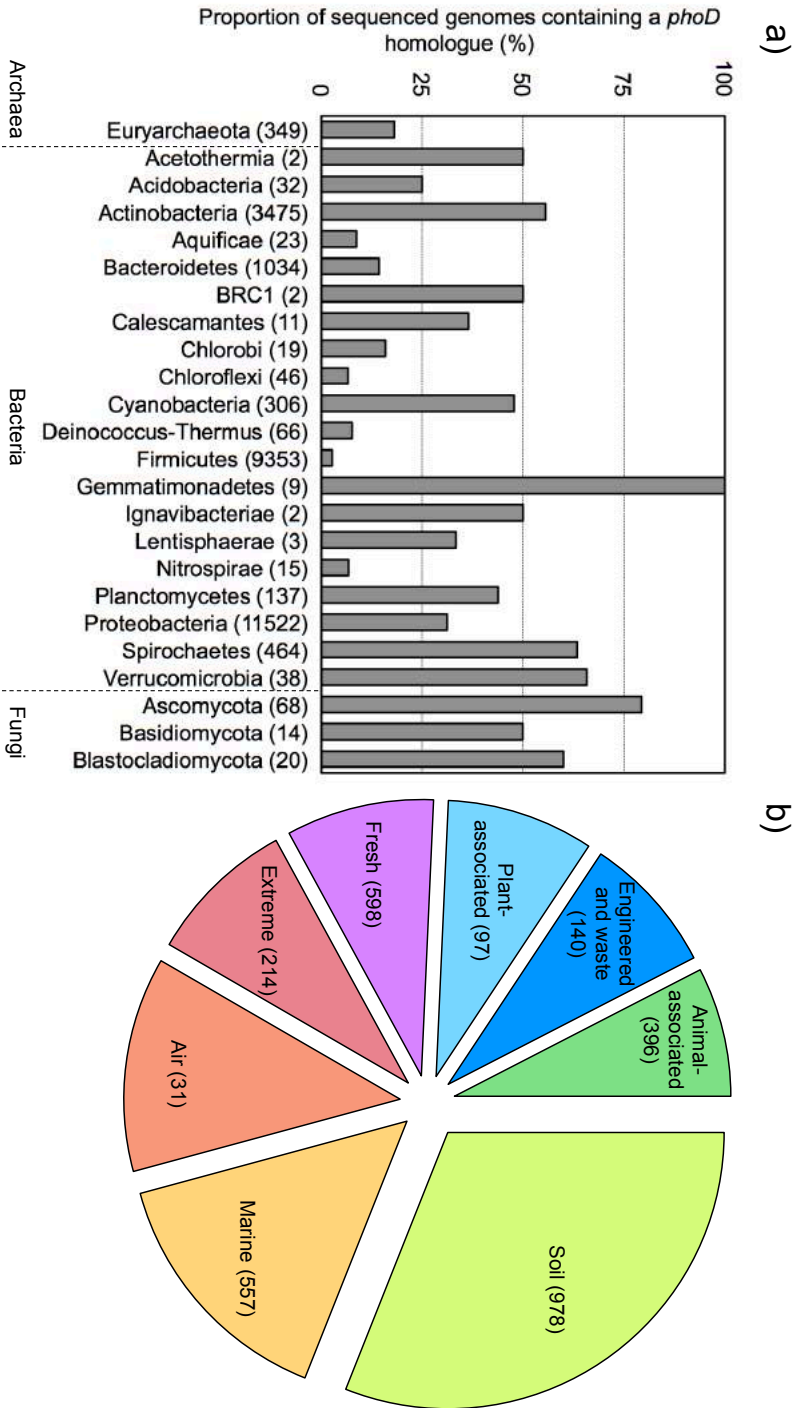 a)
Proportion of sequenced genomes containing a phoD
homologue (%)
0
25
50
75
100
Archaea
Euryarchaeota (349)
Bacteria
Acetothermia (2)
Acidobacteria (32)
Actinobacteria (3475)
Aquificae (23)
Bacteroidetes (1034)
BRC1 (2)
Calescamantes (11)
Chlorobi (19)
Chloroflexi (46)
Cyanobacteria (306)
Deinococcus-Thermus (66)
Firmicutes (9353)
Gemmatimonadetes (9)
Ignavibacteriae (2)
Lentisphaerae (3)
Nitrospirae (15)
Planctomycetes (137)
Proteobacteria (11522)
Spirochaetes (464)
Verrucomicrobia (38)
Fungi
Ascomycota (68)
Basidiomycota (14)
Blastocladiomycota (20)
b)
Animal-
associated
(396)
Engineered
and waste
(140)
Plant-
associated (97)
Fresh (598)
Extreme (214)
Air (31)
Marine (557)
Soil (978)